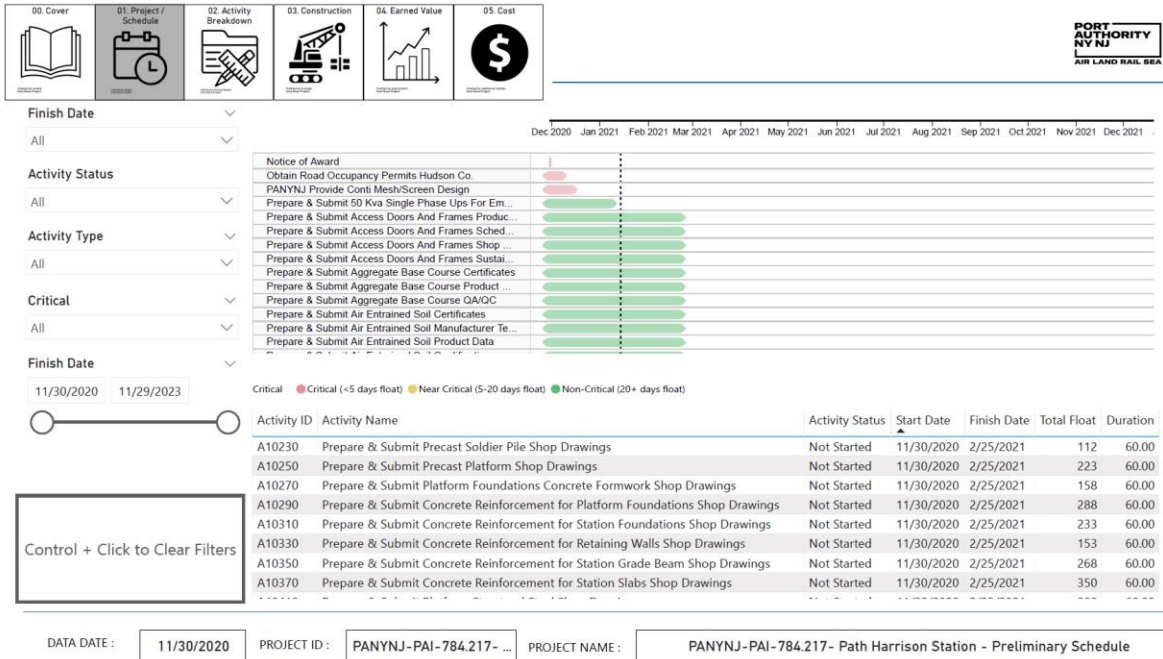 00. Cover
01. Project /
Schedule
02. Activity
Breakdown
03. Construction
04. Earned Value
05. Cost
PORT
AUTHORITY
NY NJ
AIR LAND RAIL SEA
Finish Date
All
Activity Status
All
Activity Type
All
Critical
All
Finish Date
11/30/2020 11/29/2023
Control + Click to Clear Filters
Dec 2020 Jan 2021 Feb 2021 Mar 2021 Apr 2021 May 2021 Jun 2021 Jul 2021 Aug 2021 Sep 2021 Oct 2021 Nov 2021 Dec 2021
Notice of Award
Obtain Road Occupancy Permits Hudson Co.
PANYNJ Provide Conti Mesh/Screen Design
Prepare & Submit 50 Kva Single Phase Ups For Em...
Prepare & Submit Access Doors And Frames Produc...
Prepare & Submit Access Doors And Frames Sched...
Prepare & Submit Access Doors And Frames Shop ...
Prepare & Submit Access Doors And Frames Sustai...
Prepare & Submit Aggregate Base Course Certificates
Prepare & Submit Aggregate Base Course Product ...
Prepare & Submit Aggregate Base Course QA/QC
Prepare & Submit Air Entrained Soil Certificates
Prepare & Submit Air Entrained Soil Manufacturer Te...
Prepare & Submit Air Entrained Soil Product Data
Critical Critical (<5 days float) Near Critical (5-20 days float) Non-Critical (20+ days float)
Activity ID Activity Name Activity Status Start Date Finish Date Total Float Duration
A10230 Prepare & Submit Precast Soldier Pile Shop Drawings Not Started 11/30/2020 2/25/2021 112 60.00
A10250 Prepare & Submit Precast Platform Shop Drawings Not Started 11/30/2020 2/25/2021 223 60.00
A10270 Prepare & Submit Platform Foundations Concrete Formwork Shop Drawings Not Started 11/30/2020 2/25/2021 158 60.00
A10290 Prepare & Submit Concrete Reinforcement for Platform Foundations Shop Drawings Not Started 11/30/2020 2/25/2021 288 60.00
A10310 Prepare & Submit Concrete Reinforcement for Station Foundations Shop Drawings Not Started 11/30/2020 2/25/2021 233 60.00
A10330 Prepare & Submit Concrete Reinforcement for Retaining Walls Shop Drawings Not Started 11/30/2020 2/25/2021 153 60.00
A10350 Prepare & Submit Concrete Reinforcement for Station Grade Beam Shop Drawings Not Started 11/30/2020 2/25/2021 268 60.00
A10370 Prepare & Submit Concrete Reinforcement for Station Slabs Shop Drawings Not Started 11/30/2020 2/25/2021 350 60.00
DATA DATE : 11/30/2020 PROJECT ID : PANYNJ-PAI-784.217- ... PROJECT NAME : PANYNJ-PAI-784.217- Path Harrison Station - Preliminary Schedule